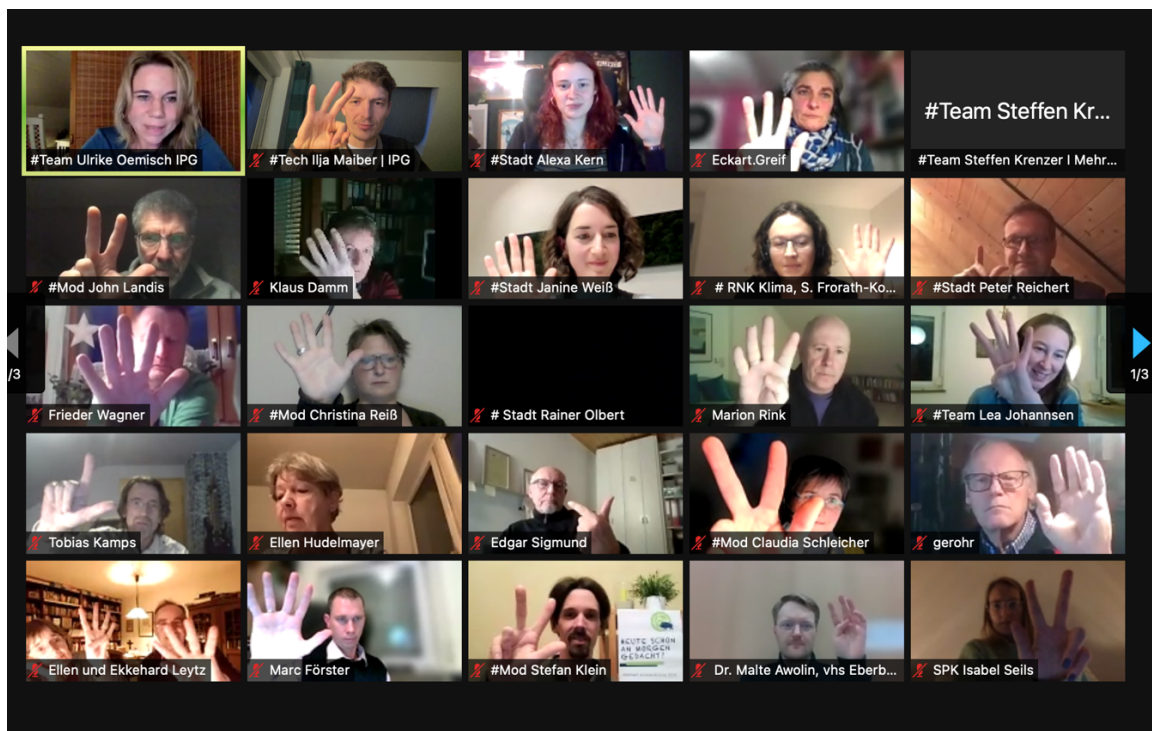 #Team Steffen Kr...
#Team Ulrike Oemisch IPG
#Tech Ilja Maiber | IPG
#Stadt Alexa Kern
Eckart.Greif
#Team Steffen Krenzer I Mehr...
#Mod John Landis
Klaus Damm
#Stadt Janine Weiß
# RNK Klima, S. Frorath-Ko...
#Stadt Peter Reichert
/3
1/3
Frieder Wagner
#Mod Christina Reiß
# Stadt Rainer Olbert
Marion Rink
#Team Lea Johannsen
Tobias Kamps
Ellen Hudelmayer
Edgar Sigmund
#Mod Claudia Schleicher
gerohr
HEUTE SCHON
AN MORGEN
GEDACHT?
Ellen und Ekkehard Leytz
Marc Förster
#Mod Stefan Klein
Dr. Malte Awolin, vhs Eberb...
SPK Isabel Seils